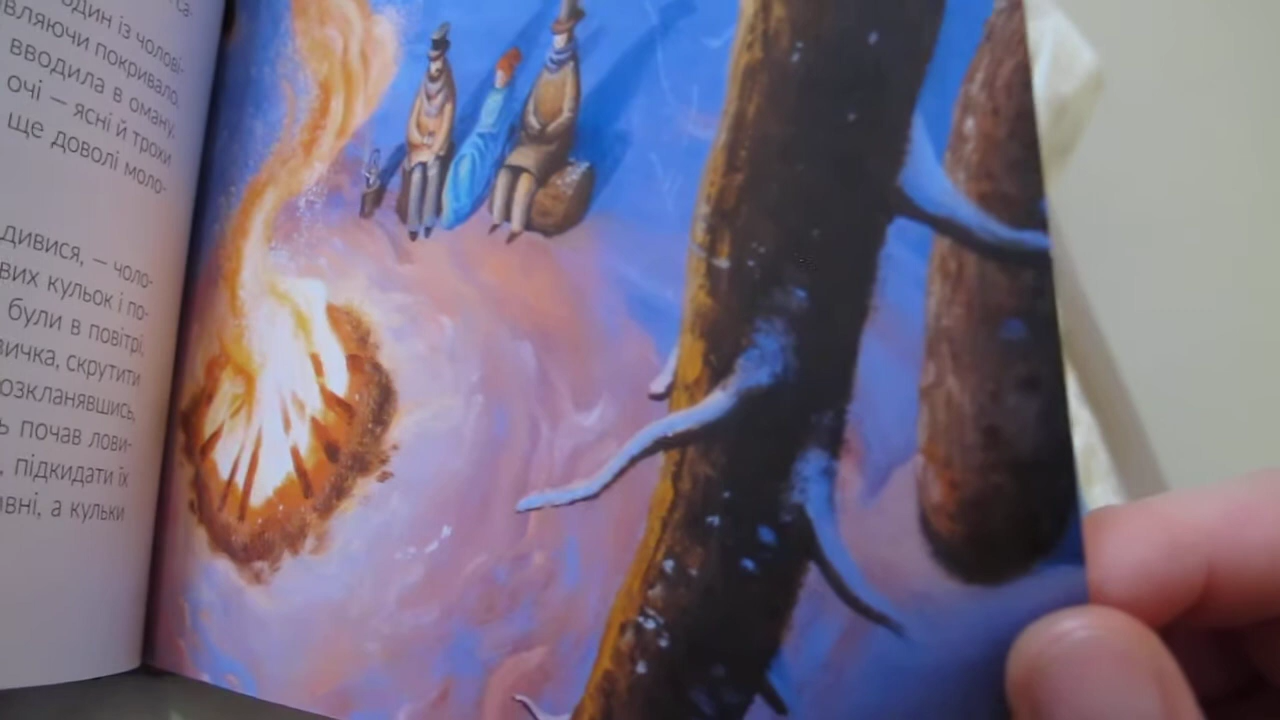 один із чолові-
вляючи покривало,
вводила в оману.
очі — ясні й трохи
ще доволі моло-
дивися, — чоло-
вих кульок і по-
були в повітрі,
скрутити
озкланявшись,
ь почав лови-
, підкидати їх
вні, а кульки